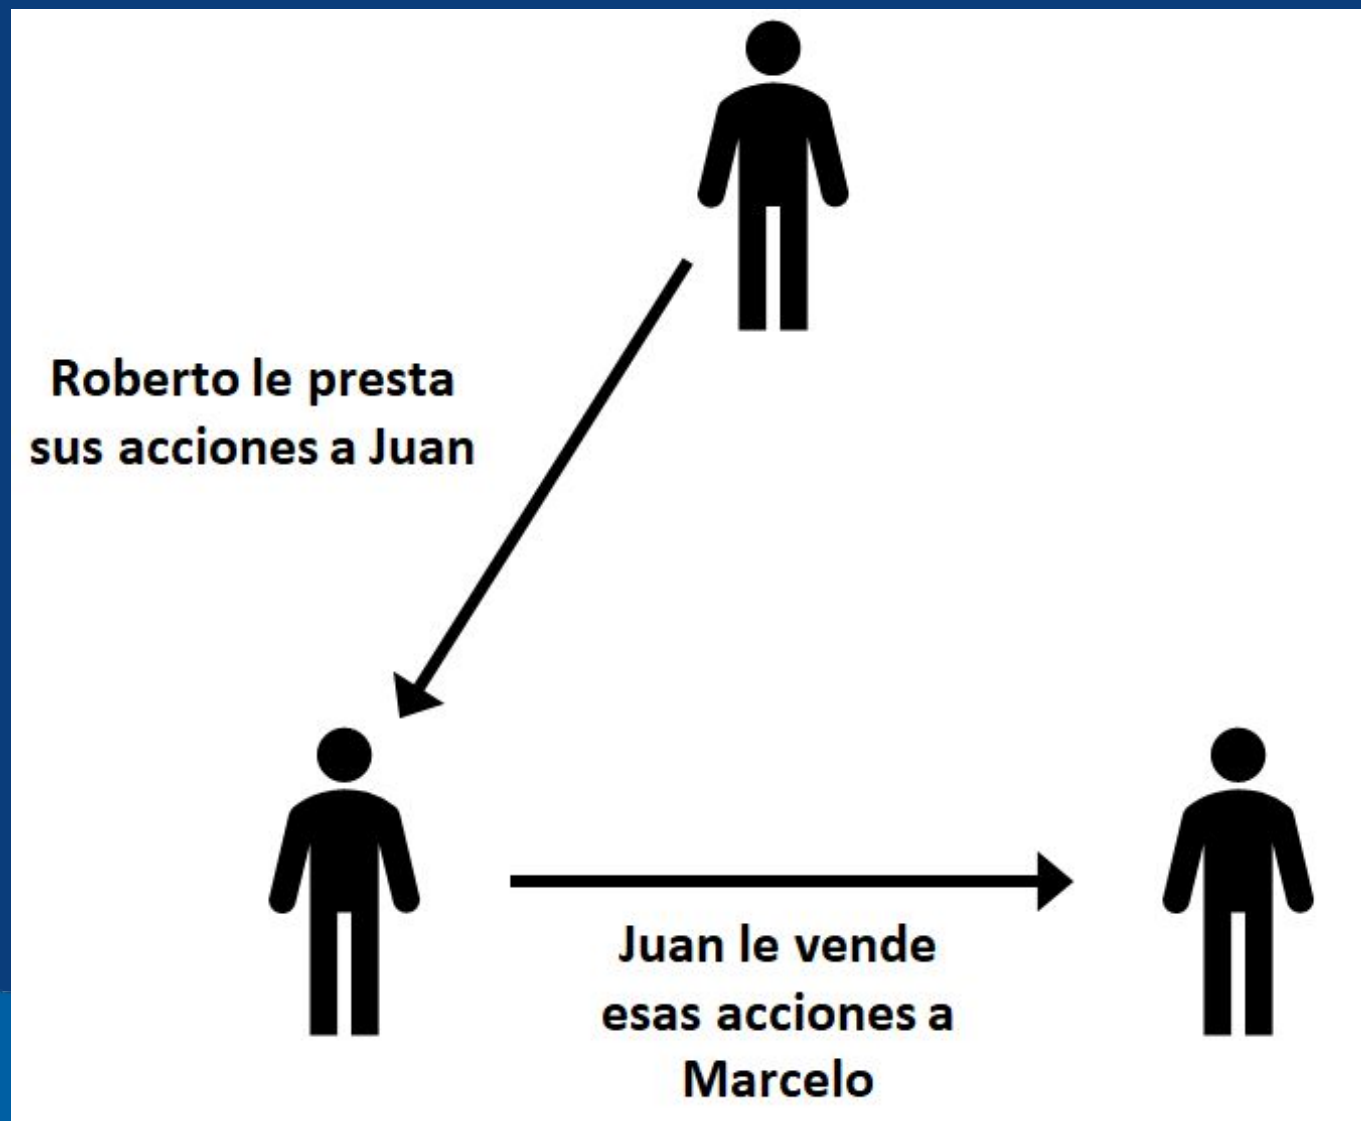 Roberto le presta
sus acciones a Juan
Juan le vende
esas acciones a
Marcelo